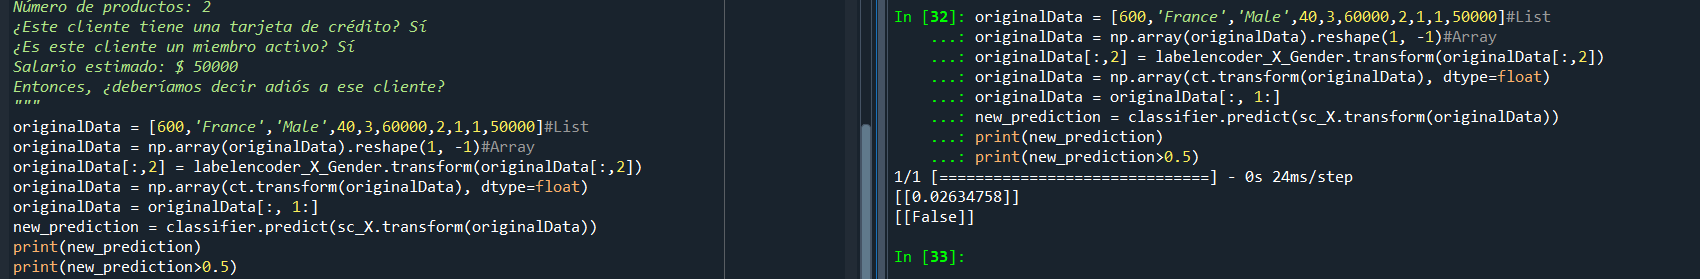 Número de productos: 2
¿Este cliente tiene una tarjeta de crédito? Sí
¿Es este cliente un miembro activo? Sí
Salario estimado: $ 50000
Entonces, ¿deberíamos decir adiós a ese cliente?
"""
originalData = [600,'France','Male',40,3,60000,2,1,1,50000]#List
originalData = np.array(originalData).reshape(1, -1)#Array
originalData[:,2] = labelencoder_X_Gender.transform(originalData[:,2])
originalData = np.array(ct.transform(originalData), dtype=float)
originalData = originalData[:, 1:]
new_prediction = classifier.predict(sc_X.transform(originalData))
print(new_prediction)
print(new_prediction>0.5)
In [32]: originalData = [600,'France','Male',40,3,60000,2,1,1,50000]#List
...: originalData = np.array(originalData).reshape(1, -1)#Array
...: originalData[:,2] = labelencoder_X_Gender.transform(originalData[:,2])
...: originalData = np.array(ct.transform(originalData), dtype=float)
...: originalData = originalData[:, 1:]
...: new_prediction = classifier.predict(sc_X.transform(originalData))
...: print(new_prediction)
...: print(new_prediction>0.5)
1/1 [==============================] - 0s 24ms/step
[[0.02634758]]
[[False]]
In [33]: